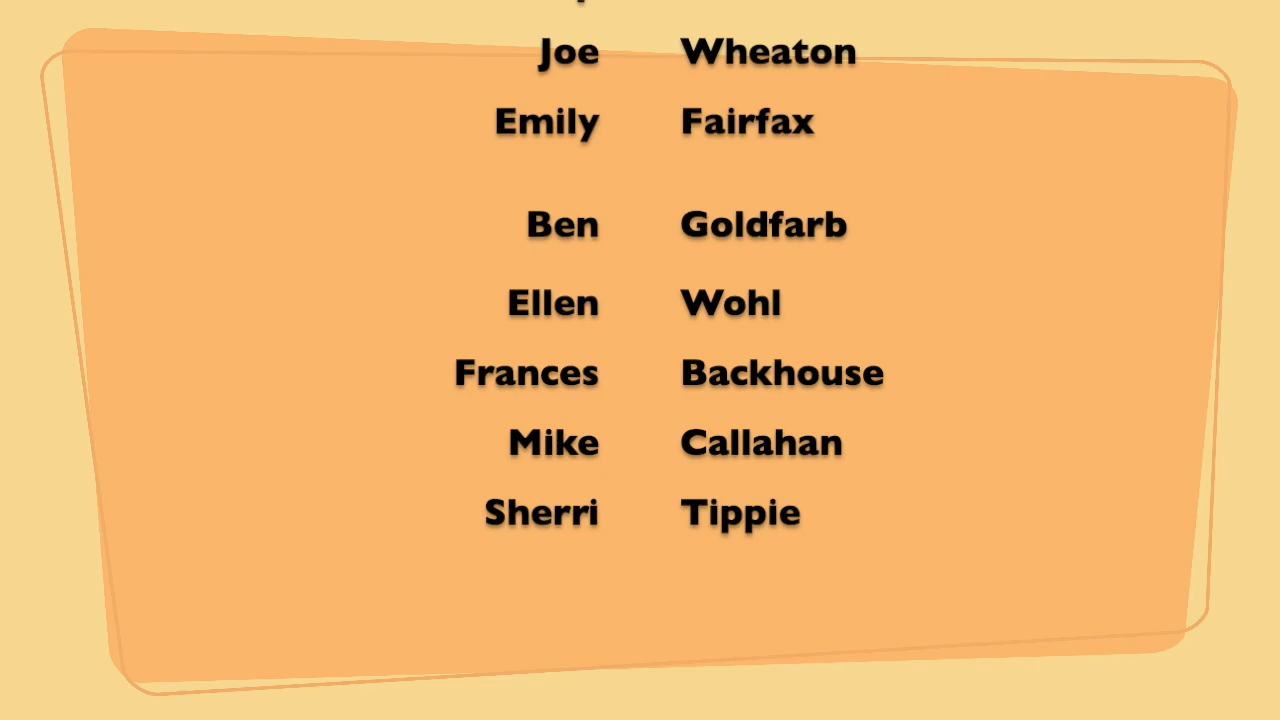 Joe Wheaton
Emily Fairfax
Ben Goldfarb
Ellen Wohl
Frances Backhouse
Mike Callahan
Sherri Tippie